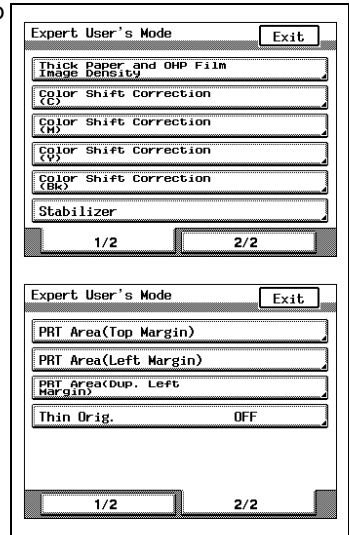 Expert User's Mode
Exit
Thick Paper and OHP Film
Image Density
Color Shift Correction
(C)
Color Shift Correction
(M)
Color Shift Correction
(Y)
Color Shift Correction
(Bk)
Stabilizer
1/2
2/2
Expert User's Mode
Exit
PRT Area(Top Margin)
PRT Area(Left Margin)
PRT Area(Dup. Left
Margin)
Thin Orig. OFF
1/2
2/2